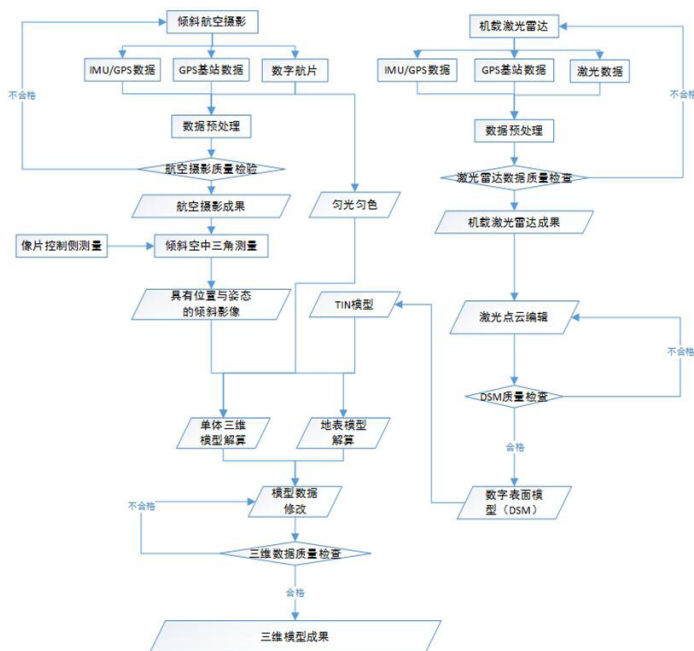 倾斜航空摄影
机载激光雷达
IMU/GPS数据
GPS基站数据
数字航片
IMU/GPS数据
GPS基站数据
激光数据
不合格
不合格
数据预处理
数据预处理
航空摄影质量检验
激光雷达数据质量检查
航空摄影成果
匀光匀色
机载激光雷达成果
像片控制侧测量
倾斜空中三角测量
具有位置与姿态
的倾斜影像
TIN模型
激光点云编辑
不合格
DSM质量检查
单体三维
模型解算
地表模型
解算
合格
模型数据
修改
数字表面模
型（DSM）
不合格
三维数据质量检查
合格
三维模型成果